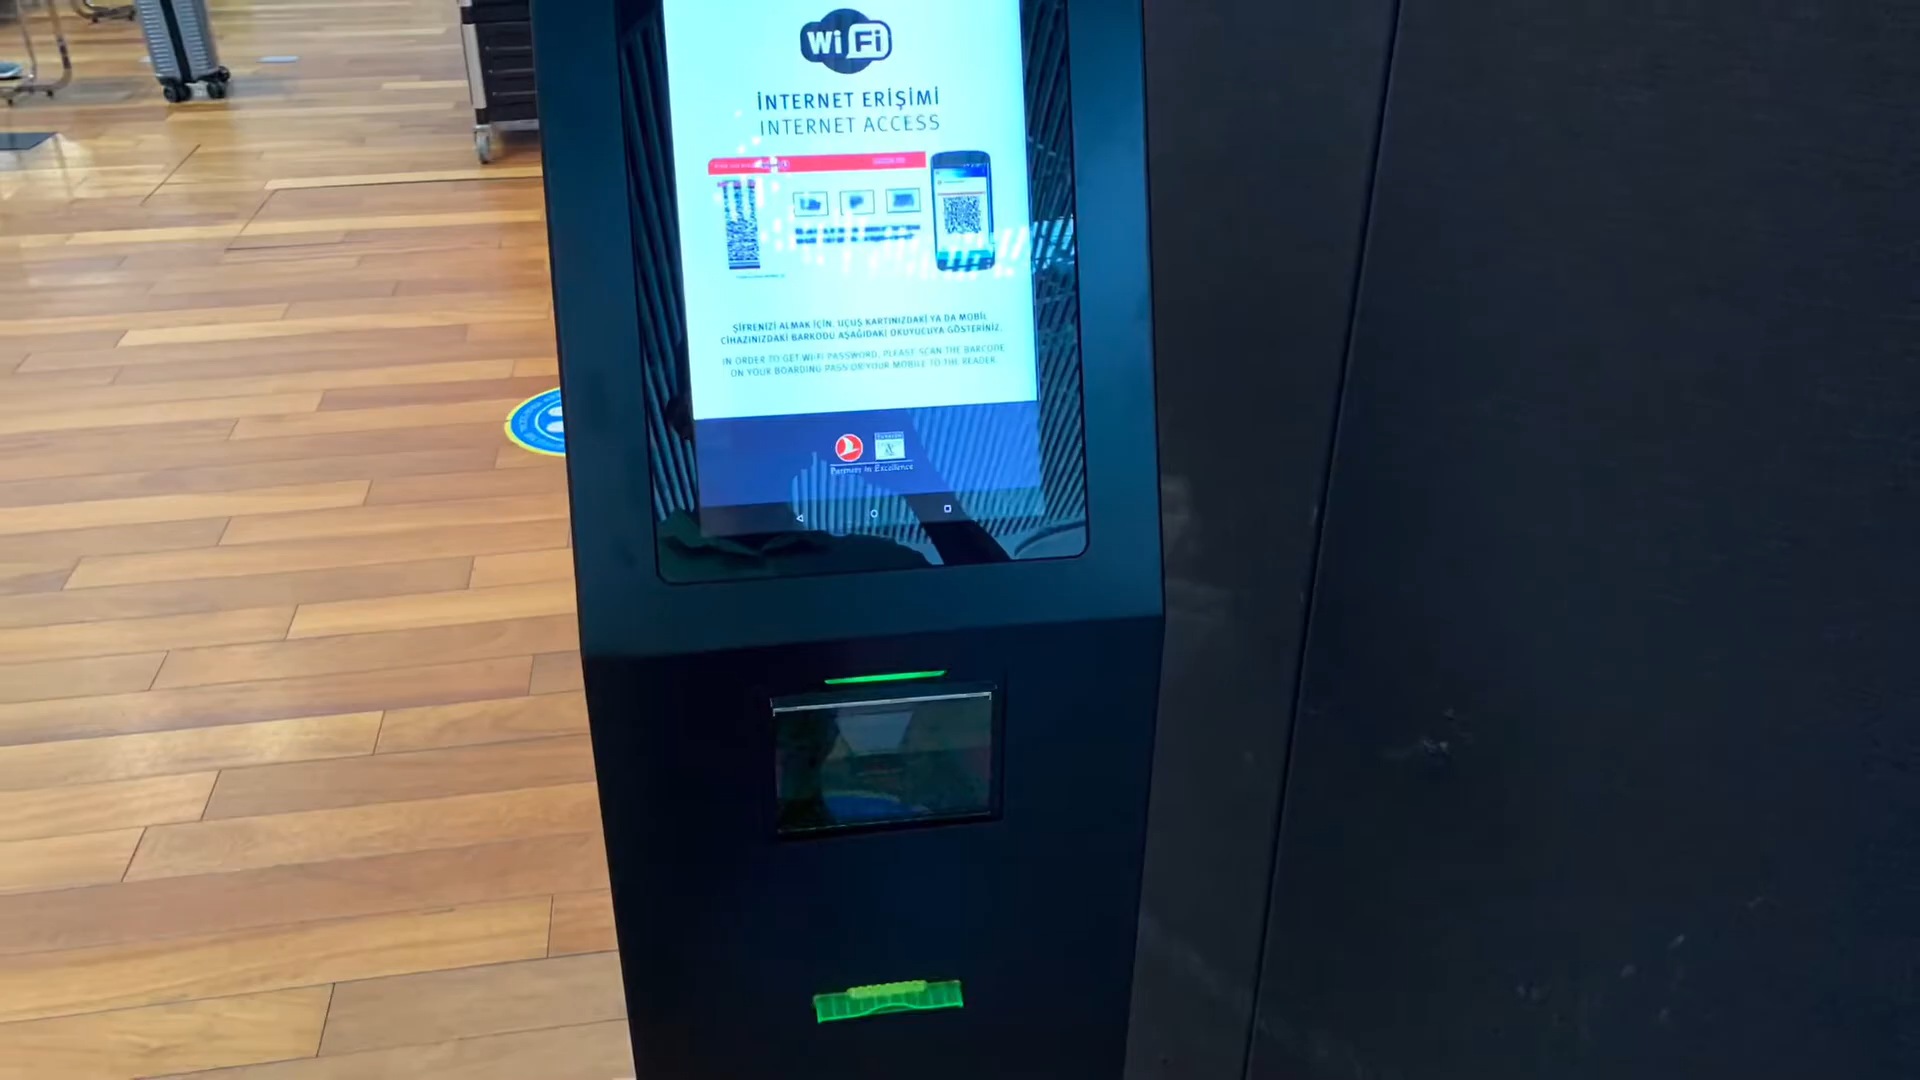 WiFi
İNTERNET ERİŞİMİ
INTERNET ACCESS
ŞİFRENİZİ ALMAK İÇİN, UÇUŞ KARTINIZDAKİ YA DA MOBİL
CİHAZINIZDAKİ BARKODU AŞAĞIDAKİ OKUYUCUYA GÖSTERİNİZ.
IN ORDER TO GET WI-FI PASSWORD, PLEASE SCAN THE BARCODE
ON YOUR BOARDING PASS OR YOUR MOBILE TO THE READER.
Partners in Excellence